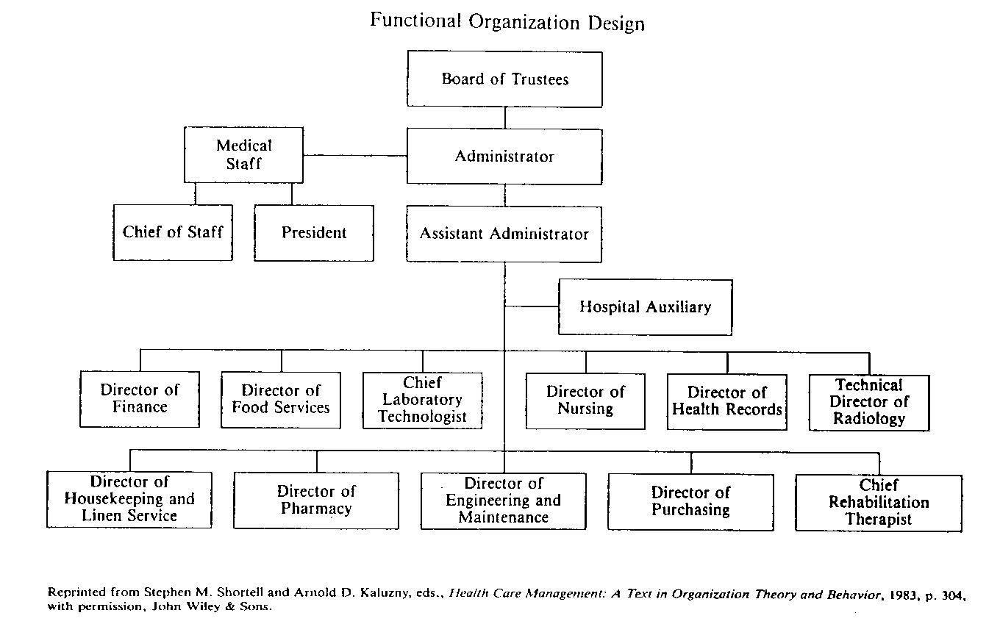 Functional Organization Design
Board of Trustees
Medical
Staff
Administrator
Chief of Staff
President
Assistant Administrator
Hospital Auxiliary
Director of
Finance
Director of
Food Services
Chief
Laboratory
Technologist
Director of
Nursing
Director of
Health Records
Technical
Director of
Radiology
Director of
Housekeeping and
Linen Service
Director of
Pharmacy
Director of
Engineering and
Maintenance
Director of
Purchasing
Chief
Rehabilitation
Therapist
Reprinted from Stephen M. Shortell and Arnold D. Kaluzny, eds., Health Care Management: A Text in Organization Theory and Behavior, 1983, p. 304,
with permission, John Wiley & Sons.